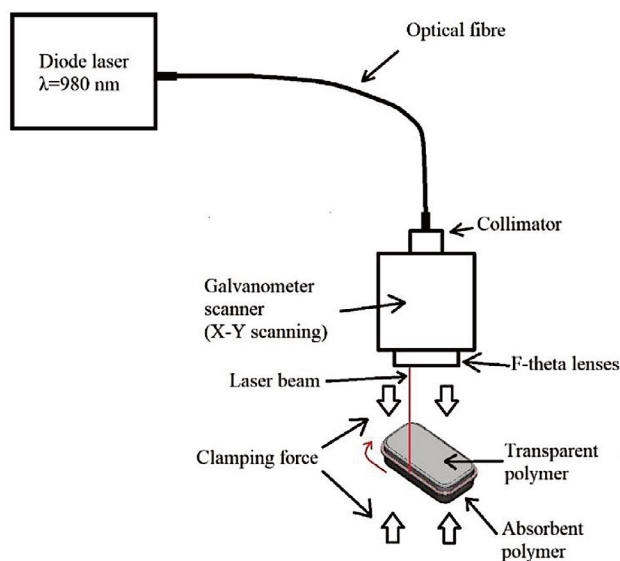 Diode laser
λ=980 nm
Optical fibre
Collimator
Galvanometer
scanner
(X-Y scanning)
F-theta lenses
Laser beam
Clamping force
Transparent
polymer
Absorbent
polymer